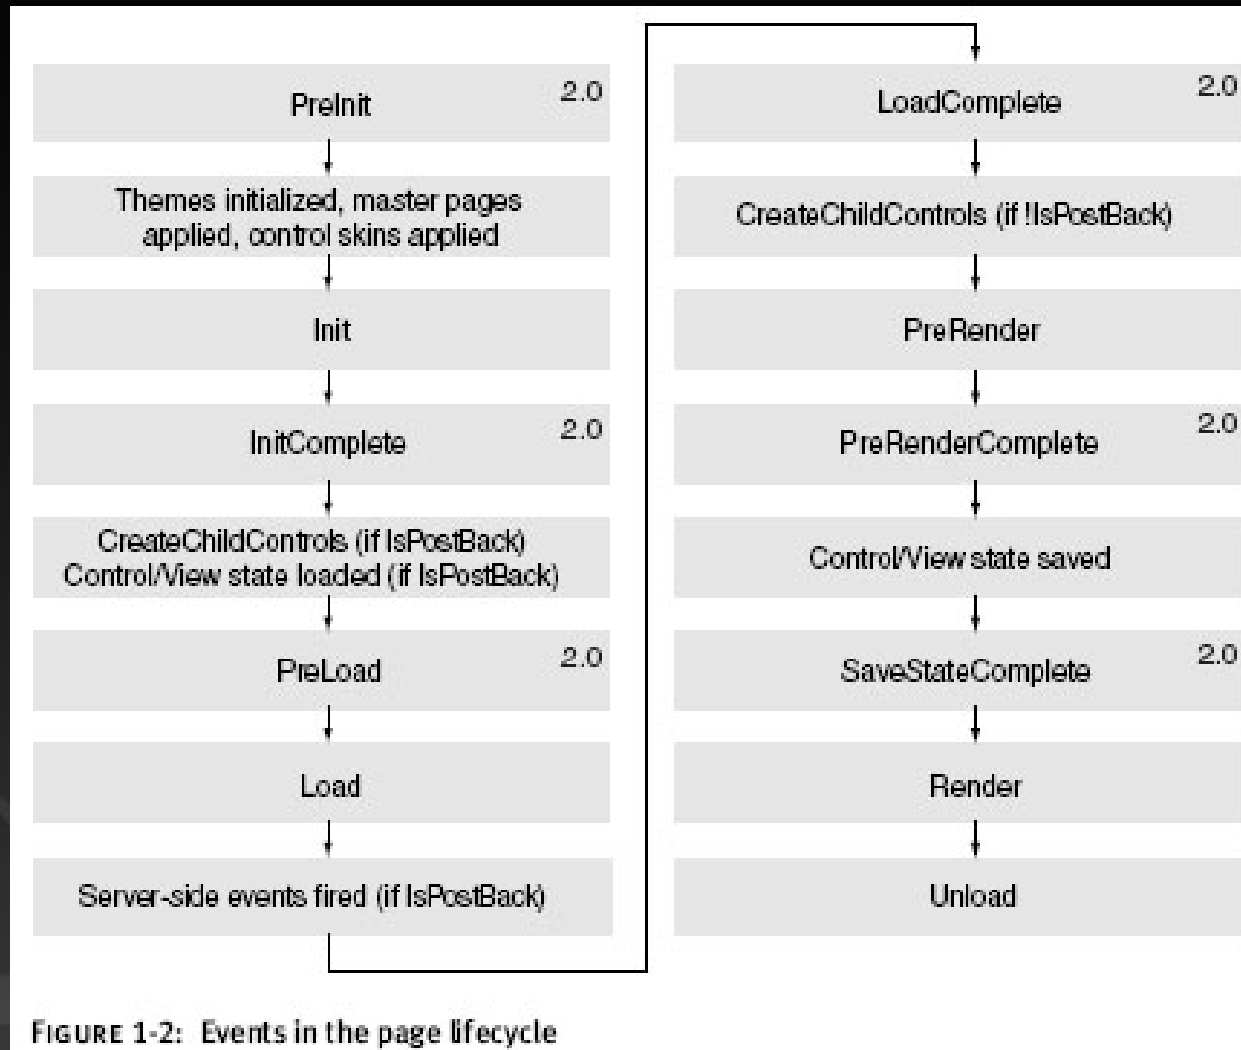 PreInit 2.0
Themes initialized, master pages
applied, control skins applied
Init
InitComplete 2.0
CreateChildControls (if IsPostBack)
Control/View state loaded (if IsPostBack)
PreLoad 2.0
Load
Server-side events fired (if IsPostBack)
LoadComplete 2.0
CreateChildControls (if !IsPostBack)
PreRender
PreRenderComplete 2.0
Control/View state saved
SaveStateComplete 2.0
Render
Unload
FIGURE 1-2: Events in the page lifecycle